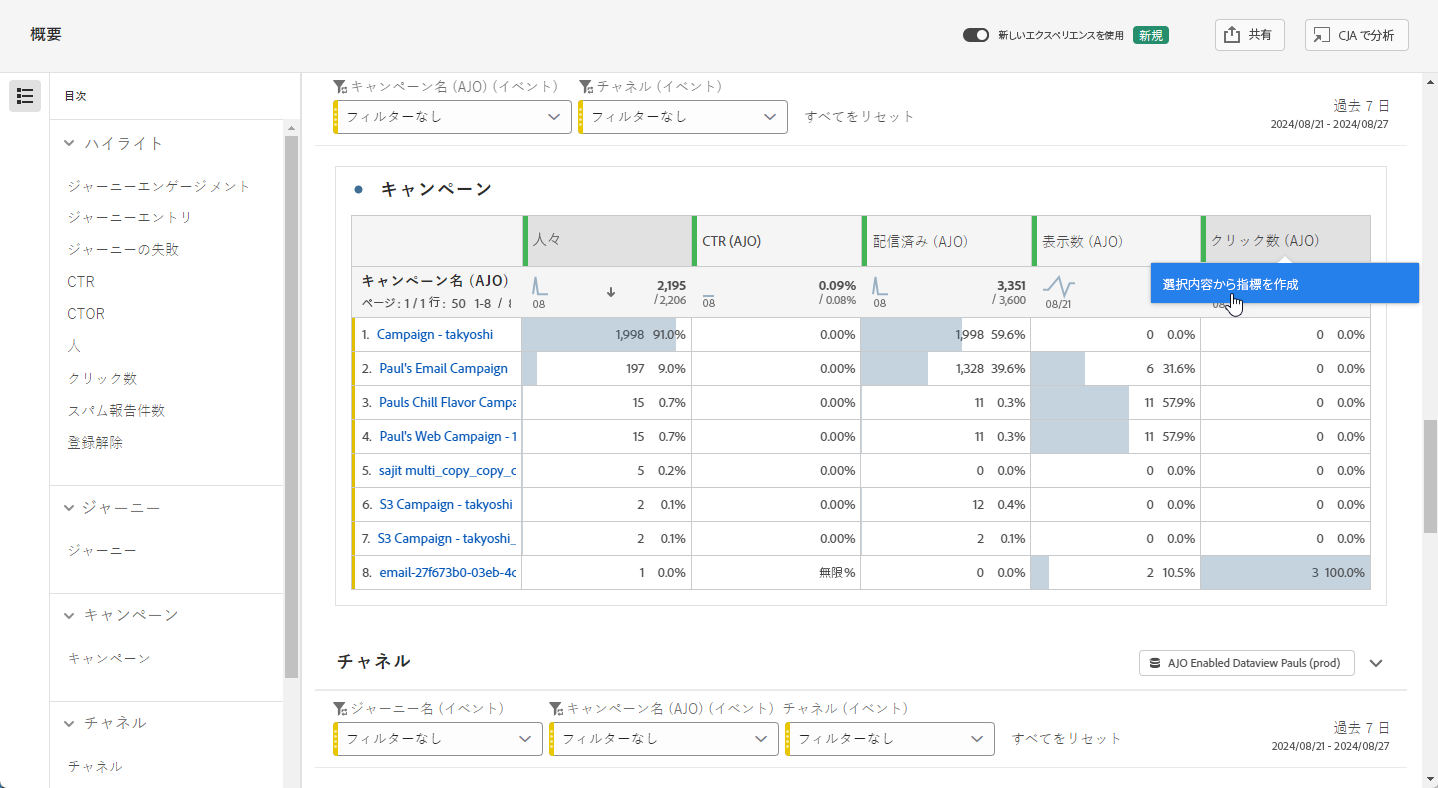 概要
新しいエクスペリエンスを使用 新規
共有
CJA で分析
目次
ハイライト
ジャーニーエンゲージメント
ジャーニーエントリ
ジャーニーの失敗
CTR
CTOR
人
クリック数
スパム報告件数
登録解除
ジャーニー
ジャーニー
キャンペーン
キャンペーン
チャネル
チャネル
キャンペーン名 (AJO) (イベント) チャネル (イベント)
フィルターなし フィルターなし すべてをリセット
過去 7 日
2024/08/21 - 2024/08/27
キャンペーン
人々 CTR (AJO) 配信済み (AJO) 表示数 (AJO) クリック数 (AJO)
選択内容から指標を作成
キャンペーン名 (AJO) 2,195 0.09% 3,351
ページ: 1 / 1 行: 50 1-8 / 8 08 / 2,206 08 / 0.08% 08 / 3,600 08/21
1. Campaign - takyoshi 1,998 91.0% 0.00% 1,998 59.6% 0 0.0% 0 0.0%
2. Paul's Email Campaign 197 9.0% 0.00% 1,328 39.6% 6 31.6% 0 0.0%
3. Pauls Chill Flavor Campa 15 0.7% 0.00% 11 0.3% 11 57.9% 0 0.0%
4. Paul's Web Campaign - 1 15 0.7% 0.00% 11 0.3% 11 57.9% 0 0.0%
5. sajit multi_copy_copy_c 5 0.2% 0.00% 0 0.0% 0 0.0% 0 0.0%
6. S3 Campaign - takyoshi 2 0.1% 0.00% 12 0.4% 0 0.0% 0 0.0%
7. S3 Campaign - takyoshi_ 2 0.1% 0.00% 2 0.1% 0 0.0% 0 0.0%
8. email-27f673b0-03eb-4c 1 0.0% 無限% 0 0.0% 2 10.5% 3 100.0%
チャネル
AJO Enabled Dataview Pauls (prod)
ジャーニー名 (イベント) キャンペーン名 (AJO) (イベント) チャネル (イベント)
フィルターなし フィルターなし フィルターなし すべてをリセット
過去 7 日
2024/08/21 - 2024/08/27